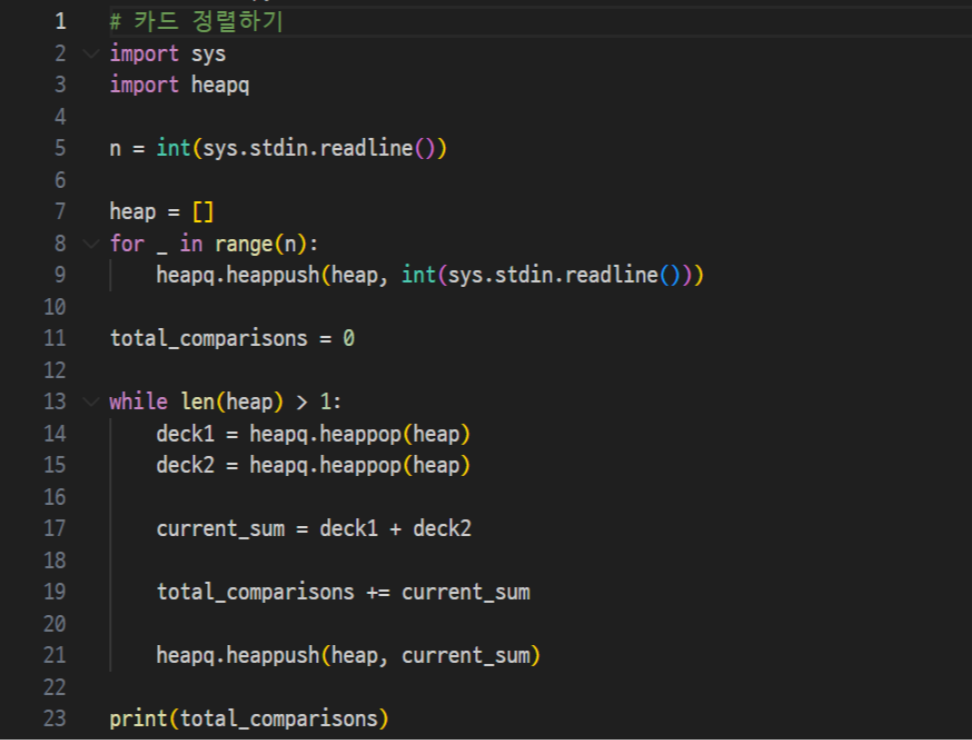 1 # 카드 정렬하기
2 import sys
3 import heapq
4
5 n = int(sys.stdin.readline())
6
7 heap = []
8 for _ in range(n):
9     heapq.heappush(heap, int(sys.stdin.readline()))
10
11 total_comparisons = 0
12
13 while len(heap) > 1:
14     deck1 = heapq.heappop(heap)
15     deck2 = heapq.heappop(heap)
16
17     current_sum = deck1 + deck2
18
19     total_comparisons += current_sum
20
21     heapq.heappush(heap, current_sum)
22
23 print(total_comparisons)